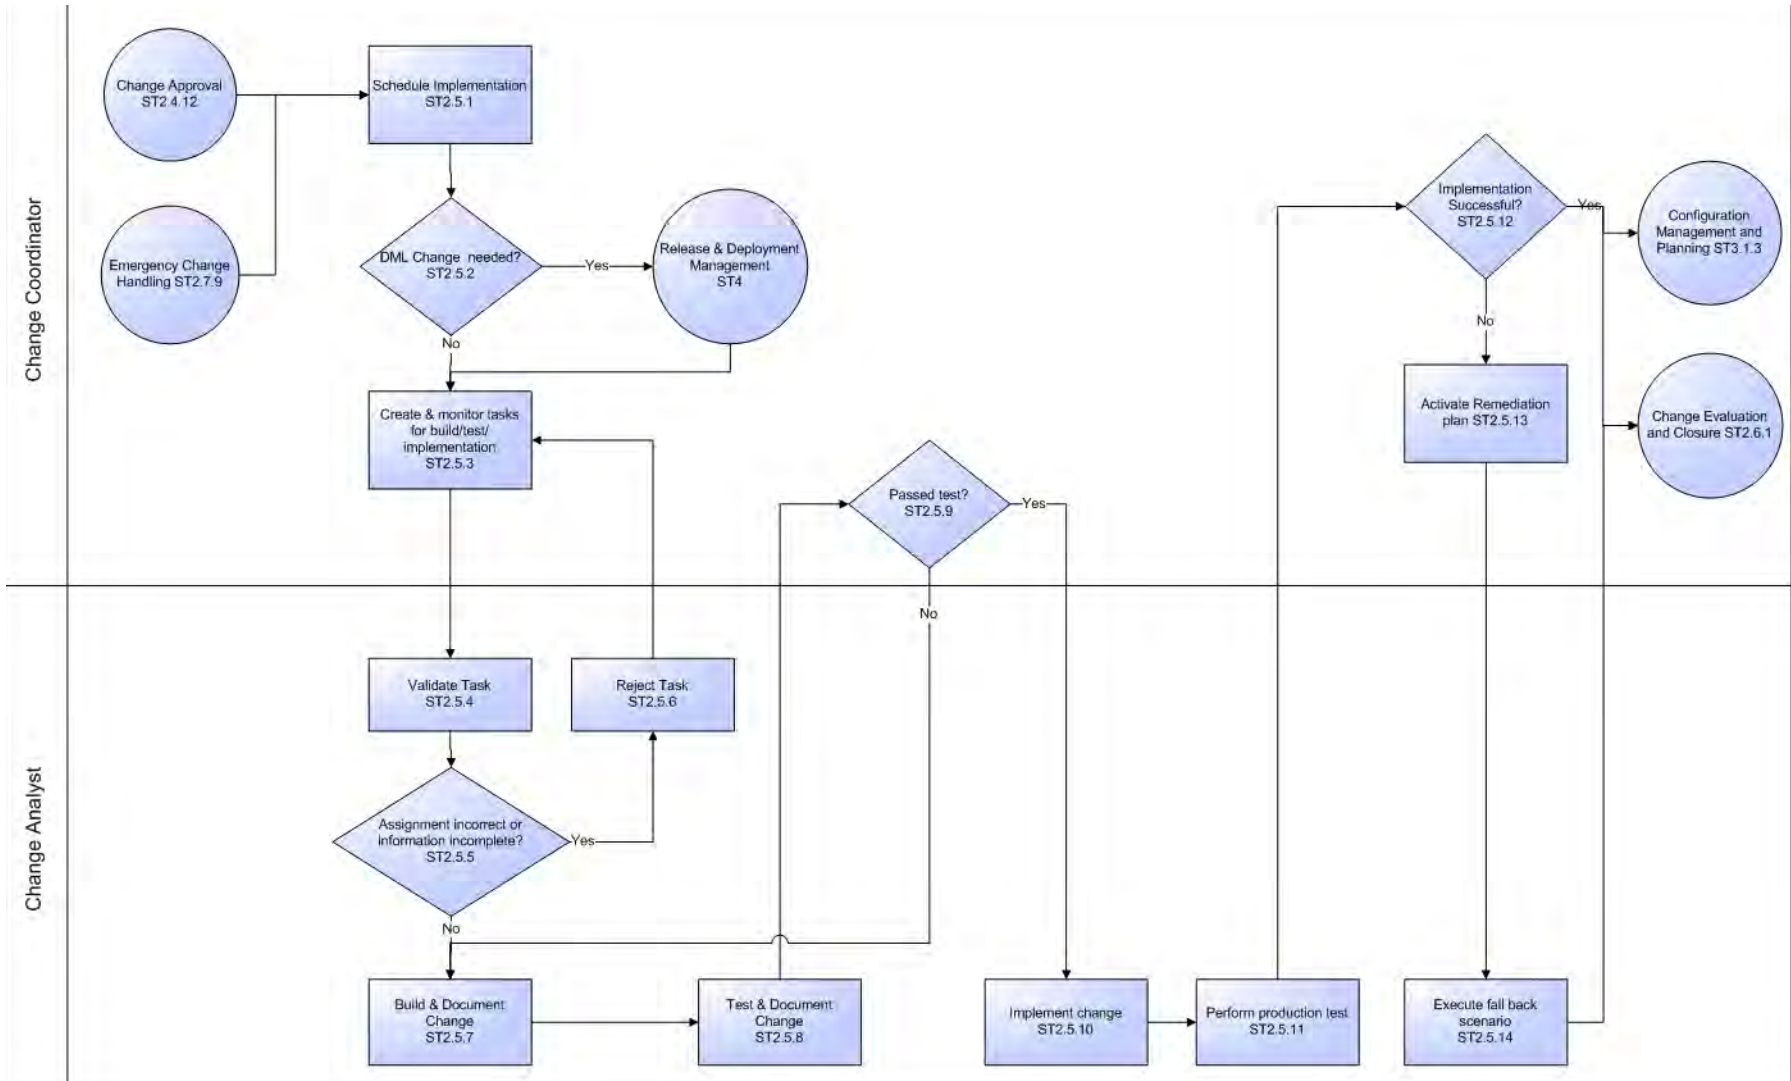 Change Coordinator
Change Approval
ST2.4.12
Schedule Implementation
ST2.5.1
Emergency Change
Handling ST2.7.9
DML Change needed?
ST2.5.2
Yes
Release & Deployment
Management
ST4
No
Create & monitor tasks
for build/test/
implementation
ST2.5.3
Passed test?
ST2.5.9
Yes
No
Implementation
Successful?
ST2.5.12
Yes
No
Configuration
Management and
Planning ST3.1.3
Activate Remediation
plan ST2.5.13
Change Evaluation
and Closure ST2.6.1
Change Analyst
Validate Task
ST2.5.4
Reject Task
ST2.5.6
Assignment incorrect or
information incomplete?
ST2.5.5
Yes
No
Build & Document
Change
ST2.5.7
Test & Document
Change
ST2.5.8
Implement change
ST2.5.10
Perform production test
ST2.5.11
Execute fall back
scenario
ST2.5.14